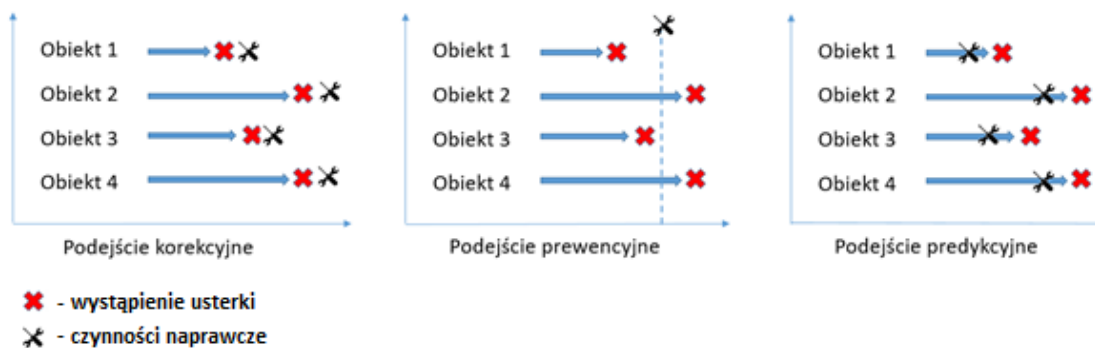 Obiekt 1
Obiekt 2
Obiekt 3
Obiekt 4
Podejście korekcyjne
Obiekt 1
Obiekt 2
Obiekt 3
Obiekt 4
Podejście prewencyjne
Obiekt 1
Obiekt 2
Obiekt 3
Obiekt 4
Podejście predykcyjne
- wystąpienie usterki
- czynności naprawcze